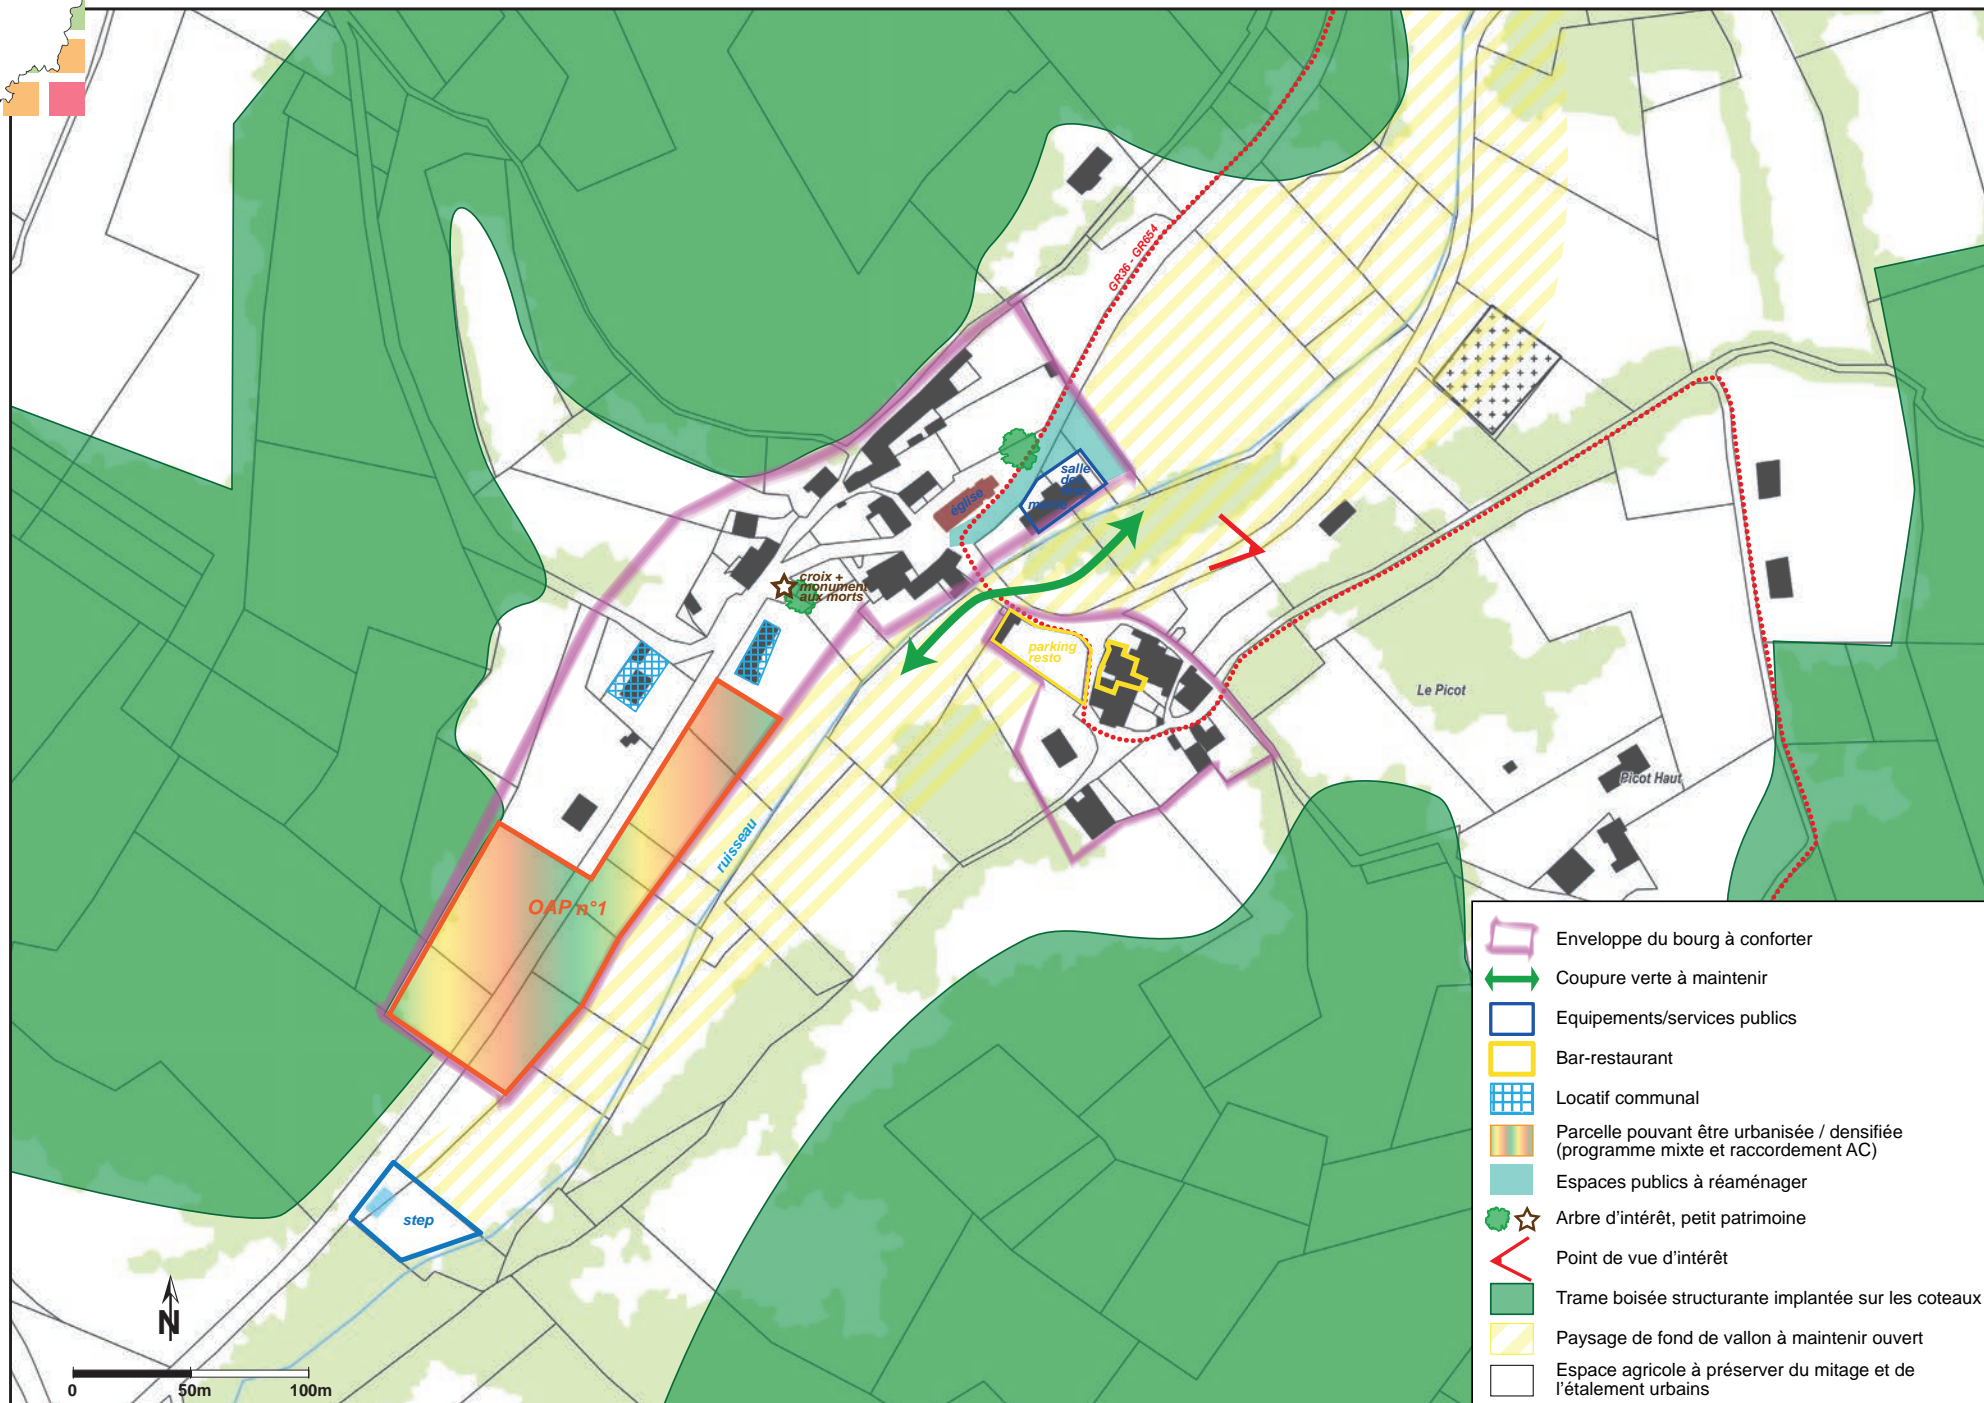 GR36 - GR654
salle
des
fêtes
mairie
église
croix +
monument
aux morts
parking
resto
Le Picot
Picot Haut
ruisseau
OAP n°1
step
N
0
50m
100m
Enveloppe du bourg à conforter
Coupure verte à maintenir
Equipements/services publics
Bar-restaurant
Locatif communal
Parcelle pouvant être urbanisée / densifiée
(programme mixte et raccordement AC)
Espaces publics à réaménager
Arbre d'intérêt, petit patrimoine
Point de vue d'intérêt
Trame boisée structurante implantée sur les coteaux
Paysage de fond de vallon à maintenir ouvert
Espace agricole à préserver du mitage et de
l'étalement urbains